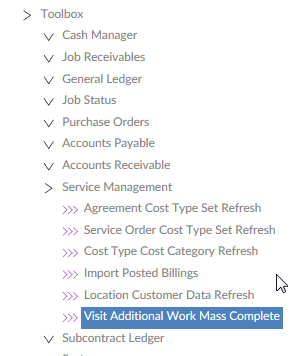 Toolbox
Cash Manager
Job Receivables
General Ledger
Job Status
Purchase Orders
Accounts Payable
Accounts Receivable
Service Management
Agreement Cost Type Set Refresh
Service Order Cost Type Set Refresh
Cost Type Cost Category Refresh
Import Posted Billings
Location Customer Data Refresh
Visit Additional Work Mass Complete
Subcontract Ledger